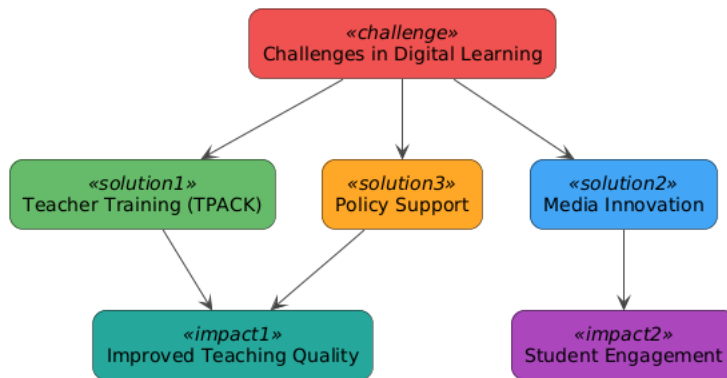 «challenge»
Challenges in Digital Learning
«solution1»
Teacher Training (TPACK)
«solution3»
Policy Support
«solution2»
Media Innovation
«impact1»
Improved Teaching Quality
«impact2»
Student Engagement